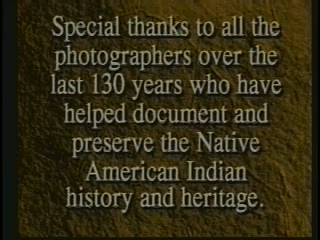 Special thanks to all the
photographers over the
last 130 years who have
helped document and
preserve the Native
American Indian
history and heritage.